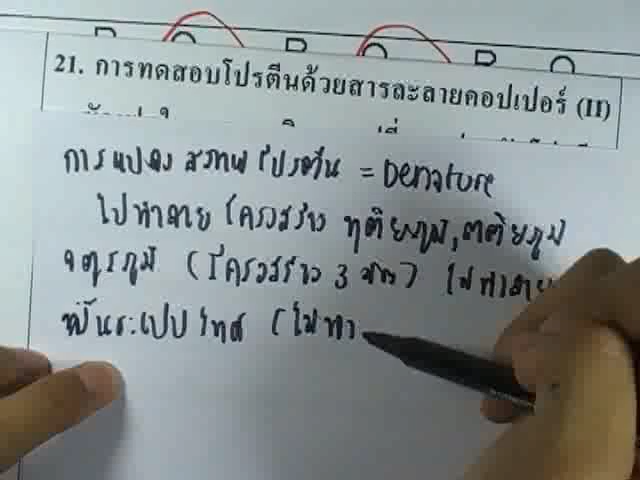 21. การทดสอบโปรตีนด้วยสารละลายคอปเปอร์ (II)
การแปลง สภาพ โปรตีน = Denature
ไปทำลาย โครงสร้าง ทุติยภูมิ, ตติยภูมิ
จตุรภูมิ (โครงสร้าง 3 มิติ) ไม่ทำลาย
พันธะเปปไทด์ (ไม่ทำ